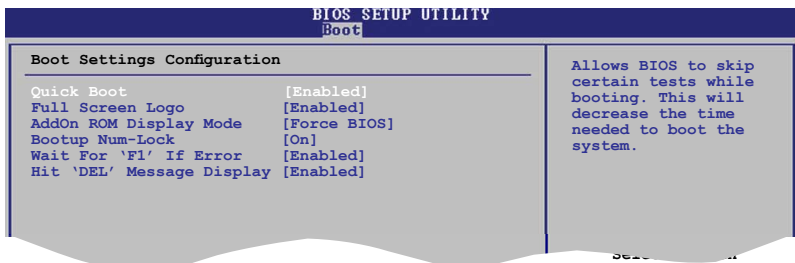 BIOS SETUP UTILITY
Boot
Boot Settings Configuration
Quick Boot [Enabled]
Full Screen Logo [Enabled]
AddOn ROM Display Mode [Force BIOS]
Bootup Num-Lock [On]
Wait For ‘F1’ If Error [Enabled]
Hit ‘DEL’ Message Display [Enabled]
Allows BIOS to skip
certain tests while
booting. This will
decrease the time
needed to boot the
system.